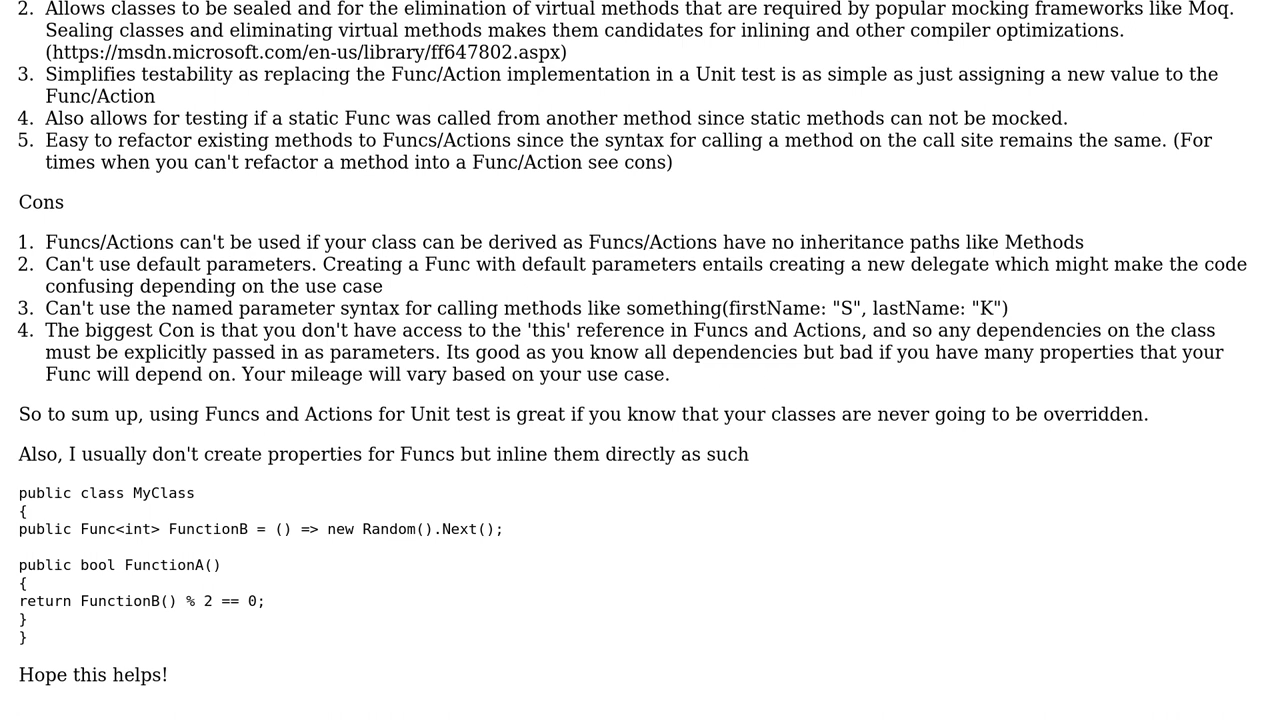 2. Allows classes to be sealed and for the elimination of virtual methods that are required by popular mocking frameworks like Moq.
Sealing classes and eliminating virtual methods makes them candidates for inlining and other compiler optimizations.
(https://msdn.microsoft.com/en-us/library/ff647802.aspx)
3. Simplifies testability as replacing the Func/Action implementation in a Unit test is as simple as just assigning a new value to the
Func/Action
4. Also allows for testing if a static Func was called from another method since static methods can not be mocked.
5. Easy to refactor existing methods to Funcs/Actions since the syntax for calling a method on the call site remains the same. (For
times when you can't refactor a method into a Func/Action see cons)
Cons
1. Funcs/Actions can't be used if your class can be derived as Funcs/Actions have no inheritance paths like Methods
2. Can't use default parameters. Creating a Func with default parameters entails creating a new delegate which might make the code
confusing depending on the use case
3. Can't use the named parameter syntax for calling methods like something(firstName: "S", lastName: "K")
4. The biggest Con is that you don't have access to the 'this' reference in Funcs and Actions, and so any dependencies on the class
must be explicitly passed in as parameters. Its good as you know all dependencies but bad if you have many properties that your
Func will depend on. Your mileage will vary based on your use case.
So to sum up, using Funcs and Actions for Unit test is great if you know that your classes are never going to be overridden.
Also, I usually don't create properties for Funcs but inline them directly as such
public class MyClass
{
public Func<int> FunctionB = () => new Random().Next();
public bool FunctionA()
{
return FunctionB() % 2 == 0;
}
}
Hope this helps!